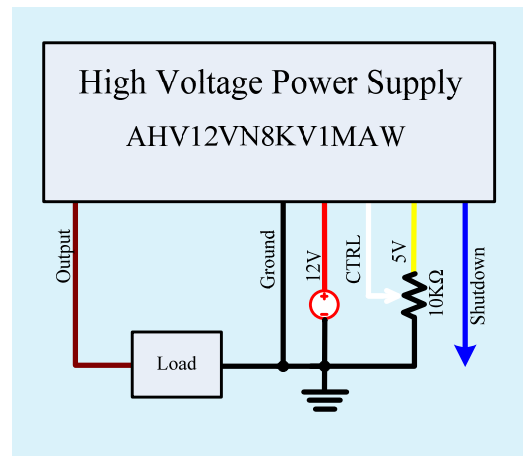 High Voltage Power Supply
AHV12VN8KV1MAW
Output
Ground
12V
CTRL
5V
10KΩ
Shutdown
Load